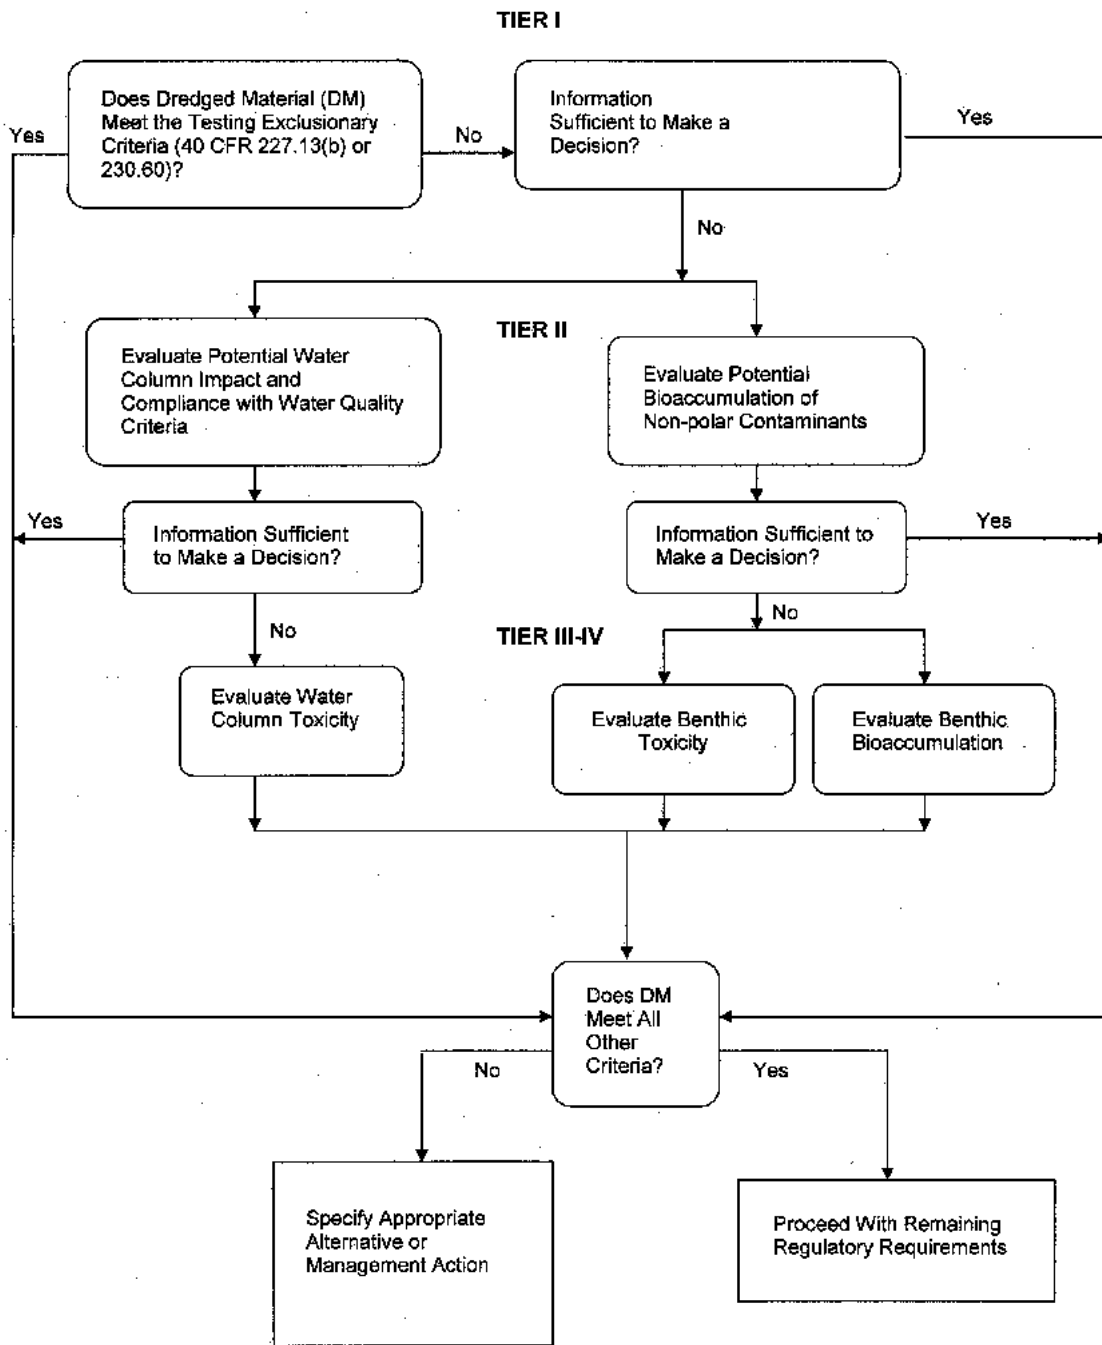 TIER I
Does Dredged Material (DM)
Meet the Testing Exclusionary
Criteria (40 CFR 227.13(b) or
230.60)?
Yes
No
Information
Sufficient to Make a
Decision?
Yes
No
TIER II
Evaluate Potential Water
Column Impact and
Compliance with Water Quality
Criteria
Evaluate Potential
Bioaccumulation of
Non-polar Contaminants
Yes
Information Sufficient
to Make a Decision?
Information Sufficient to
Make a Decision?
Yes
No
No
TIER III-IV
Evaluate Water
Column Toxicity
Evaluate Benthic
Toxicity
Evaluate Benthic
Bioaccumulation
Does DM
Meet All
Other
Criteria?
No
Yes
Specify Appropriate
Alternative or
Management Action
Proceed With Remaining
Regulatory Requirements